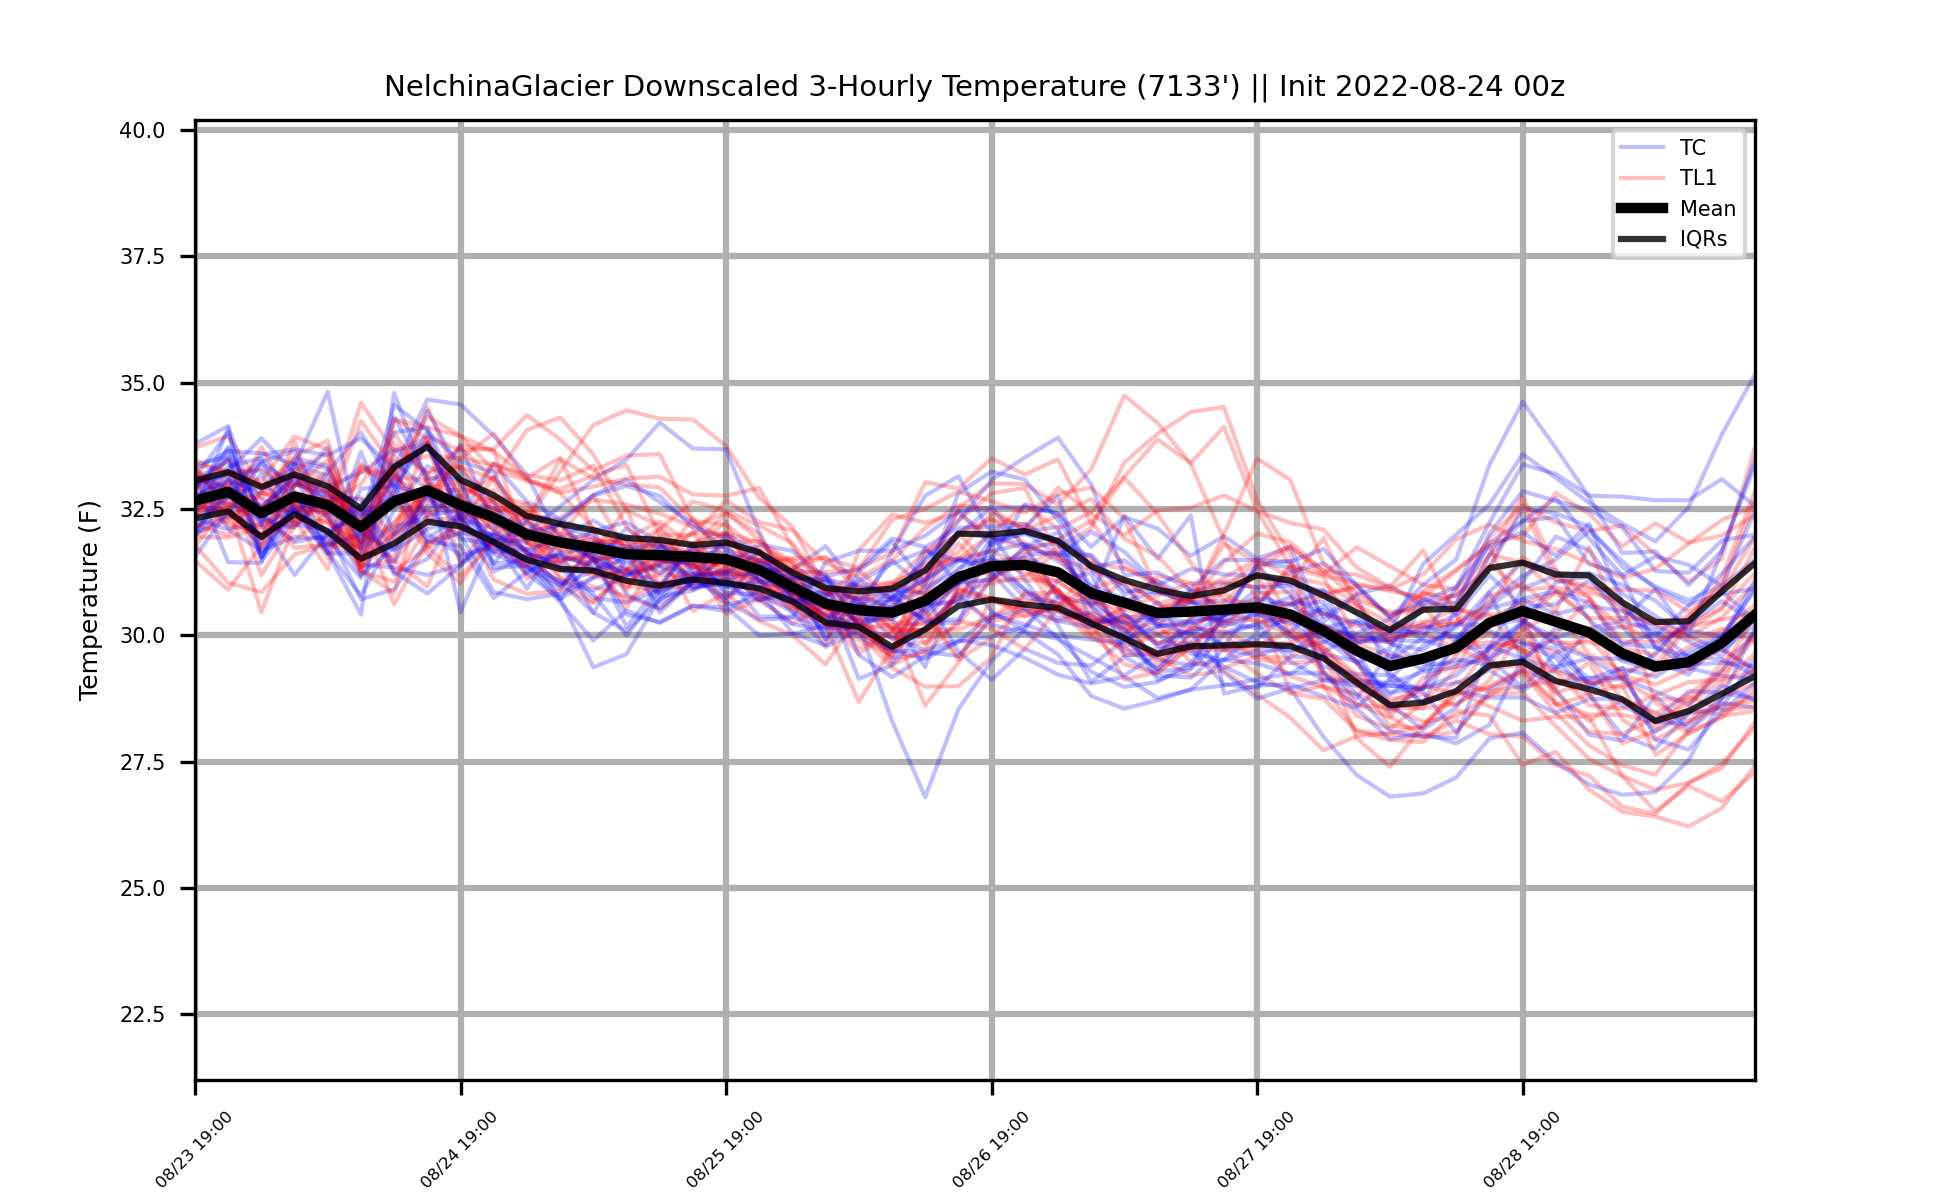 NelchinaGlacier Downscaled 3-Hourly Temperature (7133') || Init 2022-08-24 00z
40.0
37.5
35.0
32.5
30.0
27.5
25.0
22.5
Temperature (F)
TC
TL1
Mean
IQRs
08/23 19:00
08/24 19:00
08/25 19:00
08/26 19:00
08/27 19:00
08/28 19:00